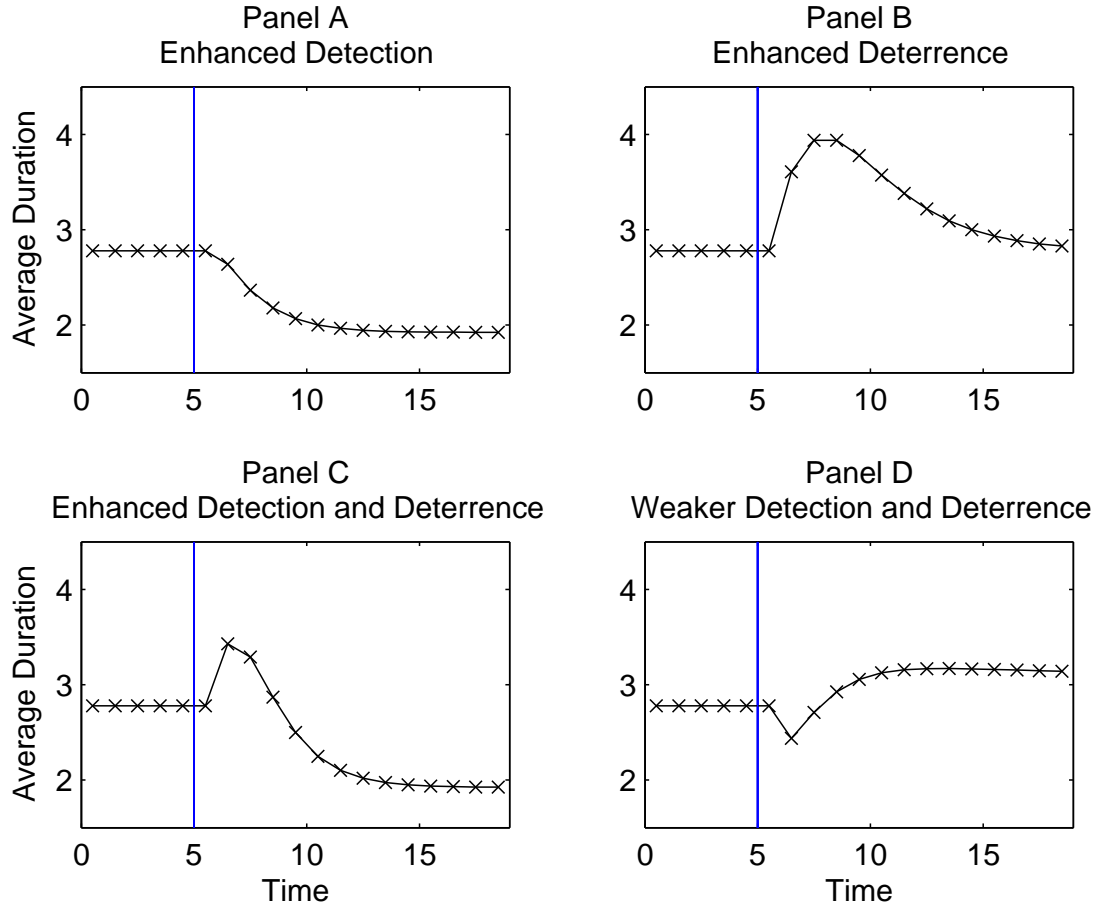 Panel A
Enhanced Detection
Average Duration
4
3
2
0 5 10 15
Panel B
Enhanced Deterrence
4
3
2
0 5 10 15
Panel C
Enhanced Detection and Deterrence
Average Duration
4
3
2
0 5 10 15
Time
Panel D
Weaker Detection and Deterrence
4
3
2
0 5 10 15
Time